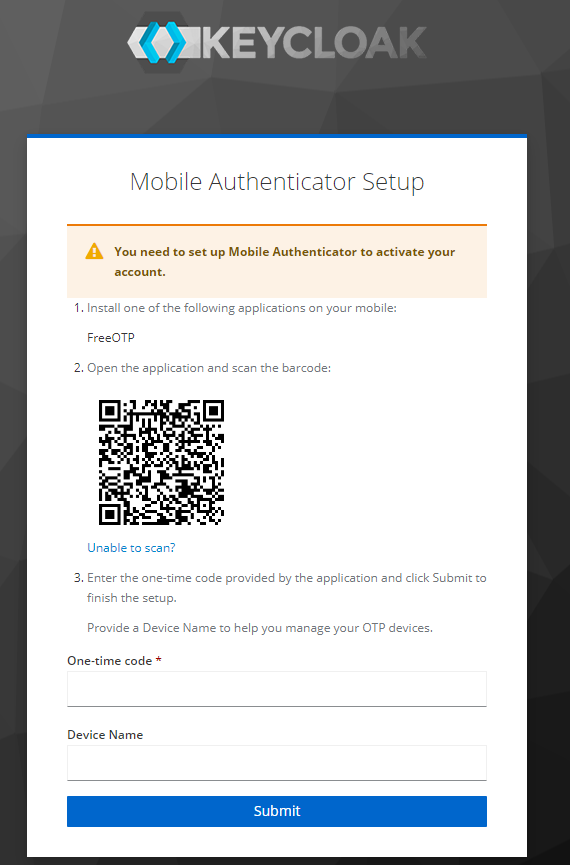 KEYCLOAK
Mobile Authenticator Setup
You need to set up Mobile Authenticator to activate your
account.
1. Install one of the following applications on your mobile:
FreeOTP
2. Open the application and scan the barcode:
Unable to scan?
3. Enter the one-time code provided by the application and click Submit to
finish the setup.
Provide a Device Name to help you manage your OTP devices.
One-time code *
Device Name
Submit